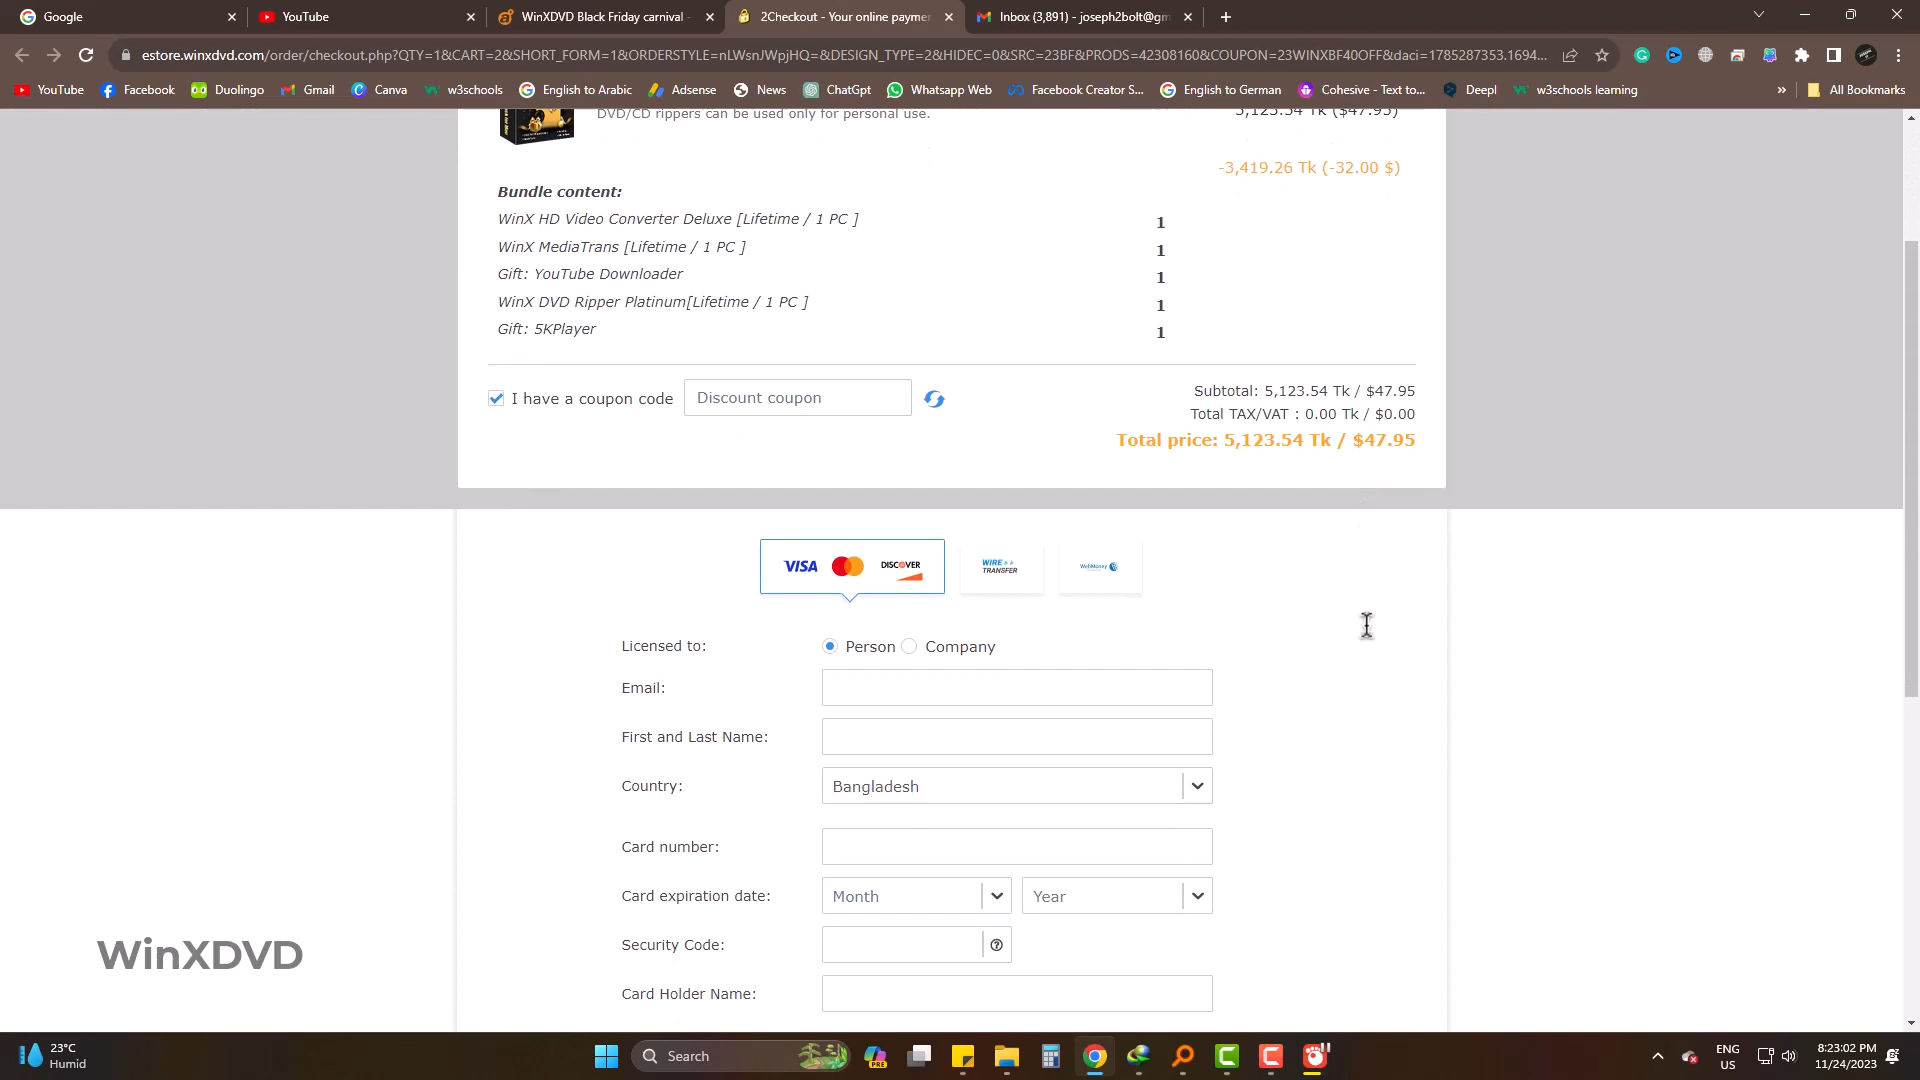 Google
YouTube
WinXDVD Black Friday carnival -
2Checkout - Your online paymer
Inbox (3,891) - joseph2bolt@gm
estore.winxdvd.com/order/checkout.php?QTY=1&CART=2&SHORT_FORM=1&ORDERSTYLE=nLWsnJWpjHQ=&DESIGN_TYPE=2&HIDEC=0&SRC=23BF&PRODS=42308160&COUPON=23WINXBF40OFF&daci=1785287353.1694...
YouTube
Facebook
Duolingo
Gmail
Canva
w3schools
English to Arabic
Adsense
News
ChatGpt
Whatsapp Web
Facebook Creator S...
English to German
Cohesive - Text to...
Deepl
w3schools learning
»
All Bookmarks
DVD/CD rippers can be used only for personal use.
5,123.54 Tk ($47.95)
-3,419.26 Tk (-32.00 $)
Bundle content:
WinX HD Video Converter Deluxe [Lifetime / 1 PC ] 1
WinX MediaTrans [Lifetime / 1 PC ] 1
Gift: YouTube Downloader 1
WinX DVD Ripper Platinum[Lifetime / 1 PC ] 1
Gift: 5KPlayer 1
I have a coupon code
Discount coupon
Subtotal: 5,123.54 Tk / $47.95
Total TAX/VAT : 0.00 Tk / $0.00
Total price: 5,123.54 Tk / $47.95
VISA
DISCOVER
WIRE TRANSFER
WebMoney
Licensed to: Person Company
Email:
First and Last Name:
Country: Bangladesh
Card number:
Card expiration date: Month Year
Security Code:
Card Holder Name:
WinXDVD
23°C
Humid
Search
PRE
ENG
US
8:23:02 PM
11/24/2023